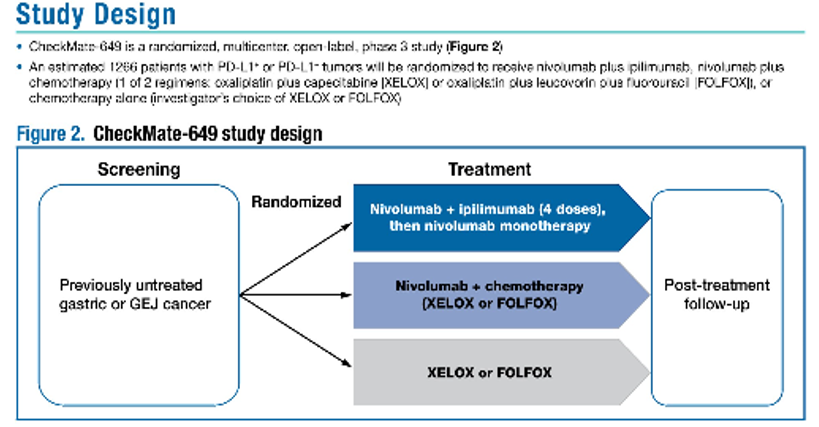 Study Design
• CheckMate-649 is a randomized, multicenter, open-label, phase 3 study (Figure 2)
• An estimated 1266 patients with PD-L1⁺ or PD-L1⁻ tumors will be randomized to receive nivolumab plus ipilimumab, nivolumab plus
chemotherapy (1 of 2 regimens: oxaliplatin plus capecitabine [XELOX] or oxaliplatin plus leucovorin plus fluorouracil [FOLFOX]), or
chemotherapy alone (investigator's choice of XELOX or FOLFOX)
Figure 2. CheckMate-649 study design
Screening
Treatment
Randomized
Previously untreated
gastric or GEJ cancer
Nivolumab + ipilimumab (4 doses),
then nivolumab monotherapy
Nivolumab + chemotherapy
(XELOX or FOLFOX)
XELOX or FOLFOX
Post-treatment
follow-up